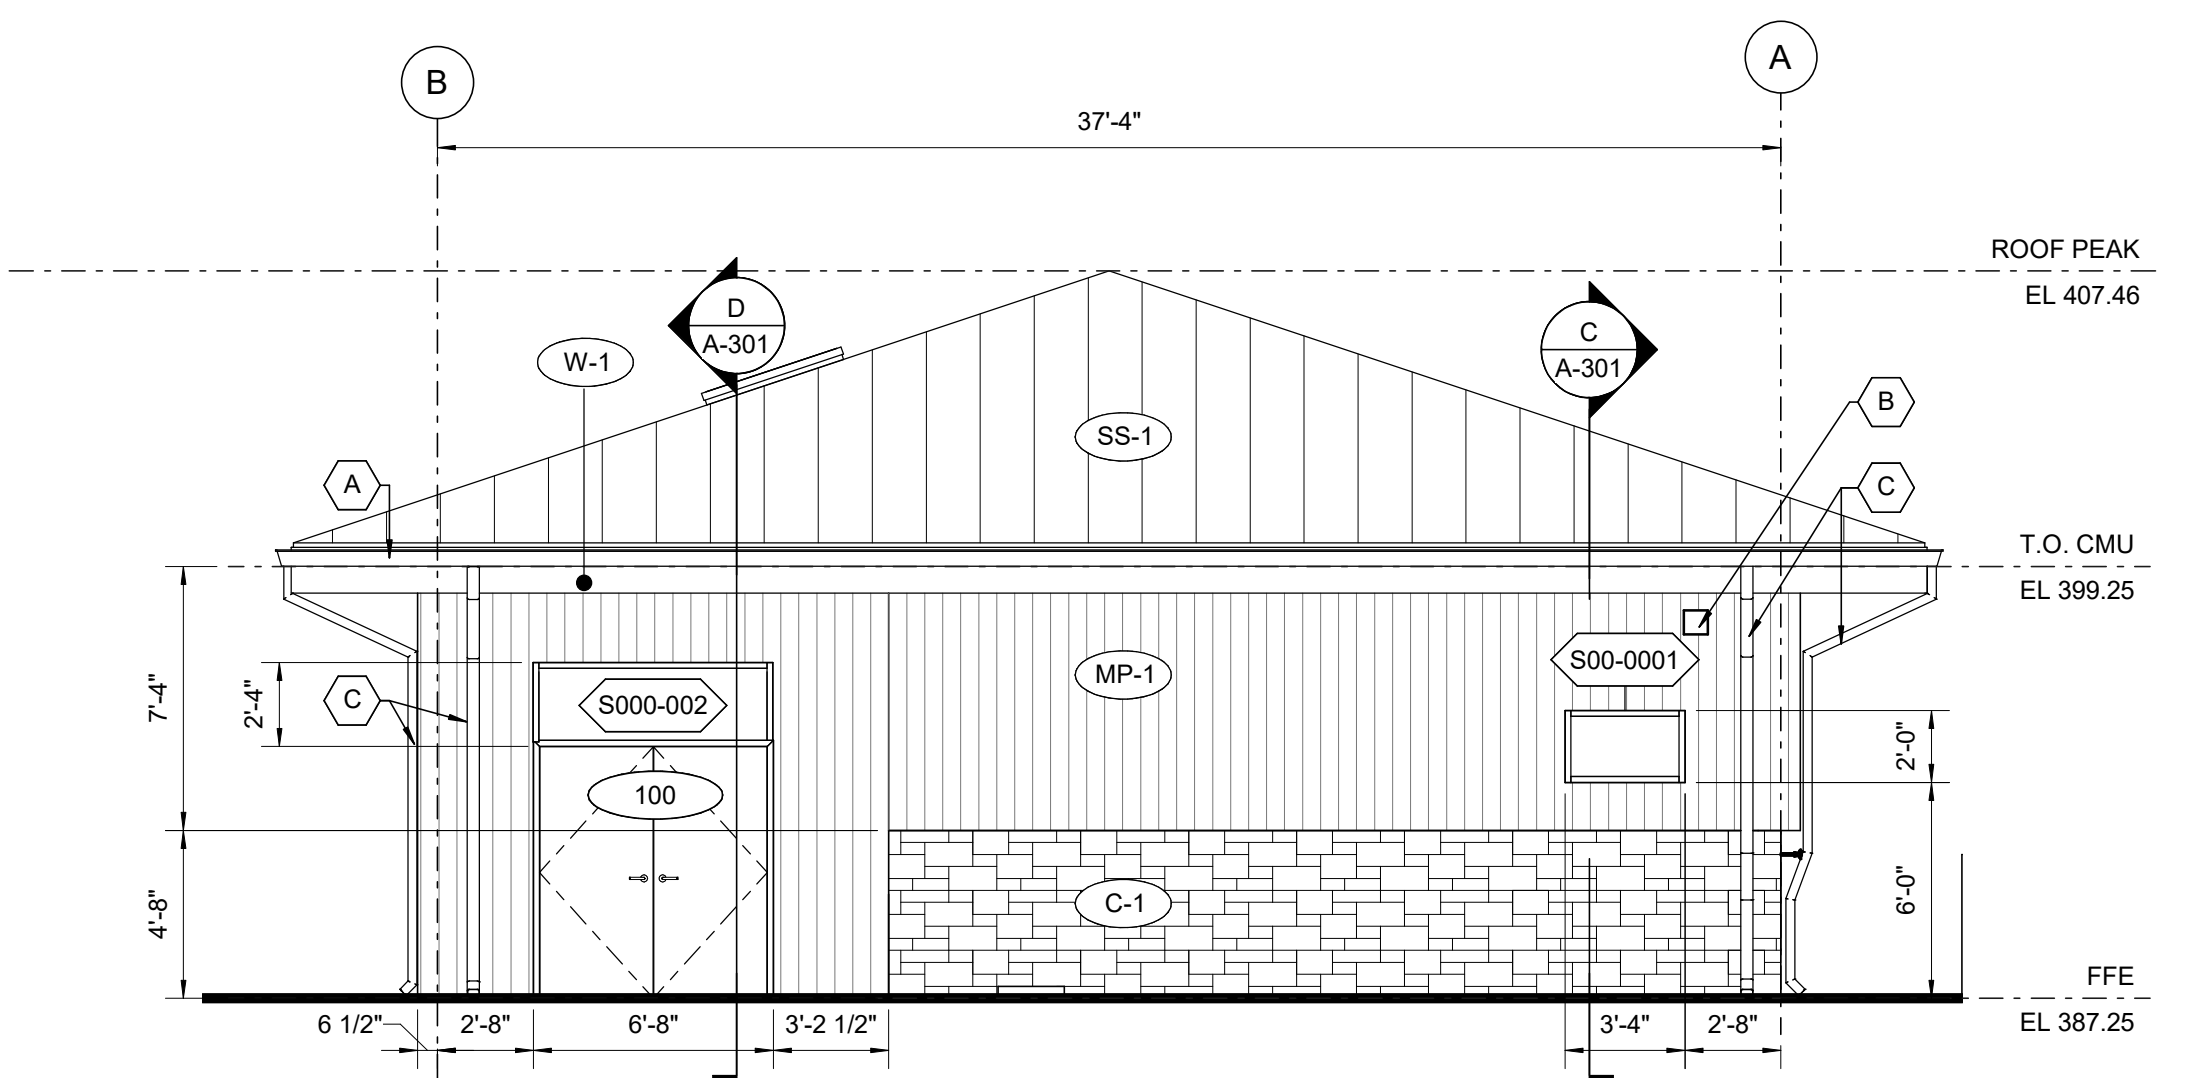 B
A
37'-4"
ROOF PEAK
EL 407.46
D
A-301
C
A-301
W-1
B
SS-1
A
C
T.O. CMU
EL 399.25
S00-0001
MP-1
7'-4"
2'-4"
C
S000-002
2'-0"
100
4'-8"
C-1
6'-0"
FFE
EL 387.25
6 1/2"
2'-8"
6'-8"
3'-2 1/2"
3'-4"
2'-8"